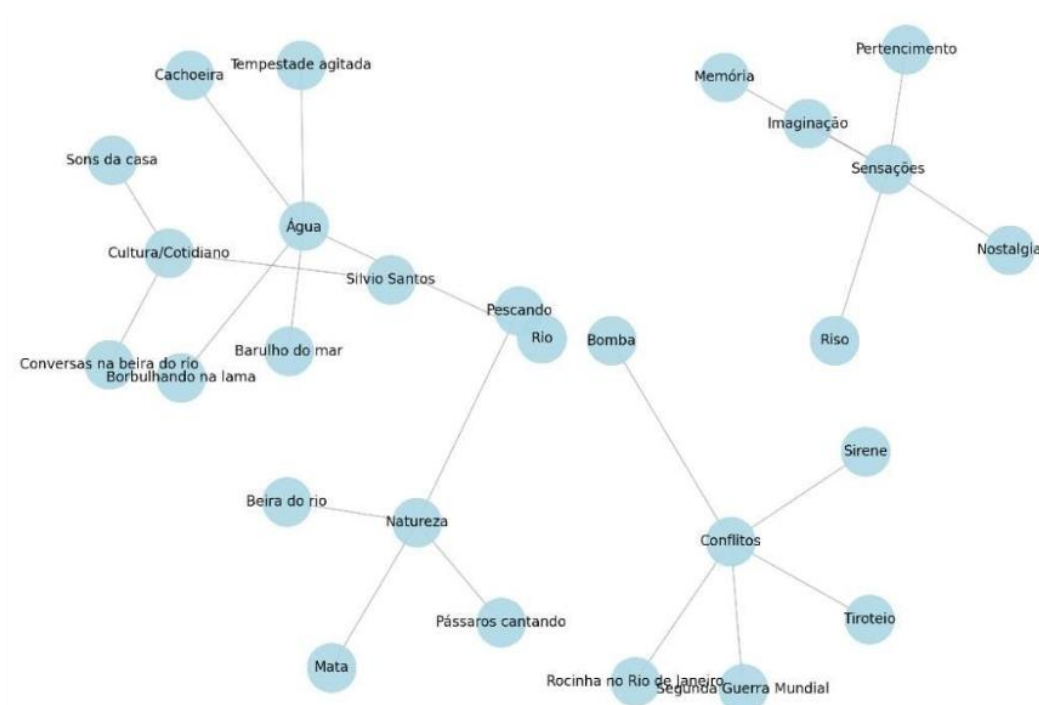 Pertencimento
Tempestade agitada
Cachoeira
Memória
Imaginação
Sons da casa
Sensações
Água
Cultura/Cotidiano
Nostalgia
Silvio Santos
Pescando
Rio
Bomba
Riso
Barulho do mar
Conversas na beira do rio
Borbulhando na lama
Sirene
Beira do rio
Natureza
Conflitos
Pássaros cantando
Tiroteio
Mata
Rocinha no Rio de Janeiro
Segunda Guerra Mundial